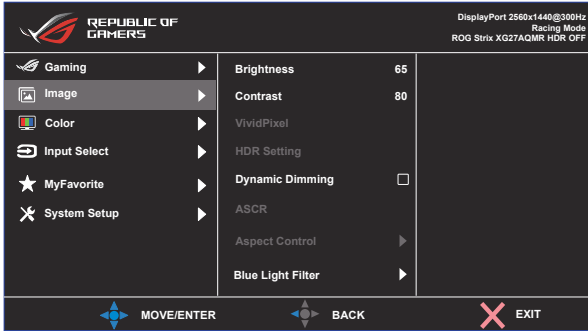 REPUBLIC OF
GAMERS
DisplayPort 2560x1440@300Hz
Racing Mode
ROG Strix XG27AQMR HDR OFF
Gaming
Image
Color
Input Select
MyFavorite
System Setup
Brightness 65
Contrast 80
VividPixel
HDR Setting
Dynamic Dimming
ASCR
Aspect Control
Blue Light Filter
MOVE/ENTER BACK EXIT